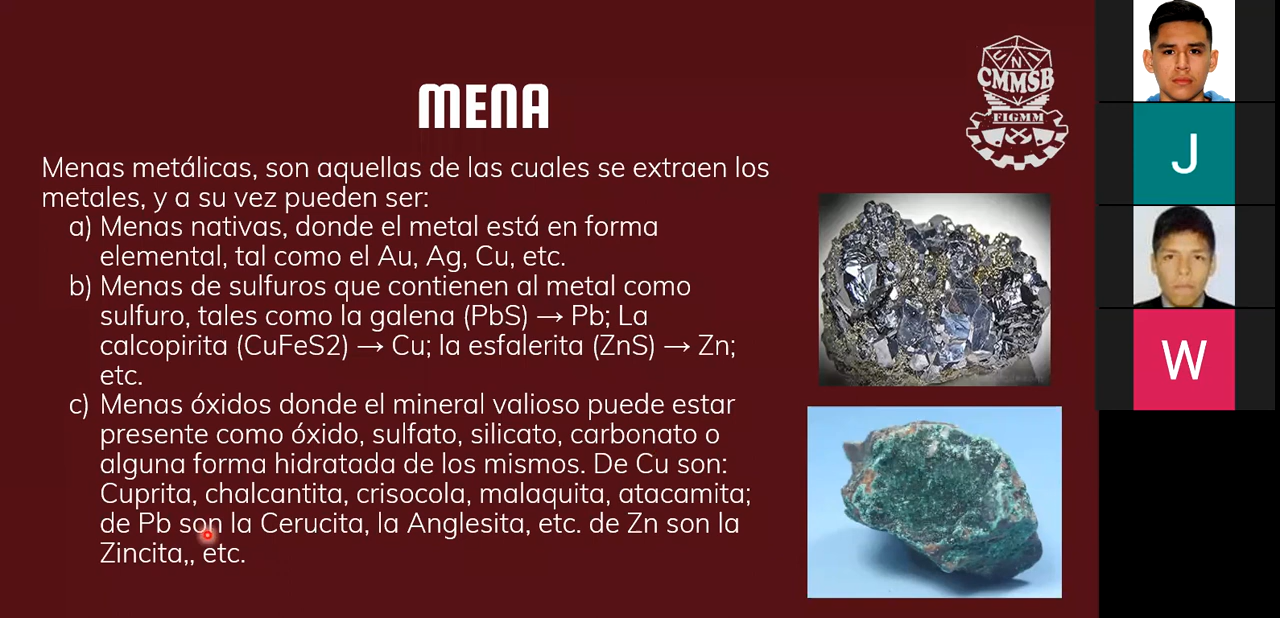 MENA
Menas metálicas, son aquellas de las cuales se extraen los
metales, y a su vez pueden ser:
a) Menas nativas, donde el metal está en forma
elemental, tal como el Au, Ag, Cu, etc.
b) Menas de sulfuros que contienen al metal como
sulfuro, tales como la galena (PbS) → Pb; La
calcopirita (CuFeS2) → Cu; la esfalerita (ZnS) → Zn;
etc.
c) Menas óxidos donde el mineral valioso puede estar
presente como óxido, sulfato, silicato, carbonato o
alguna forma hidratada de los mismos. De Cu son:
Cuprita, chalcantita, crisocola, malaquita, atacamita;
de Pb son la Cerucita, la Anglesita, etc. de Zn son la
Zincita,, etc.
UNI
CMMSB
FIGMM
J
W